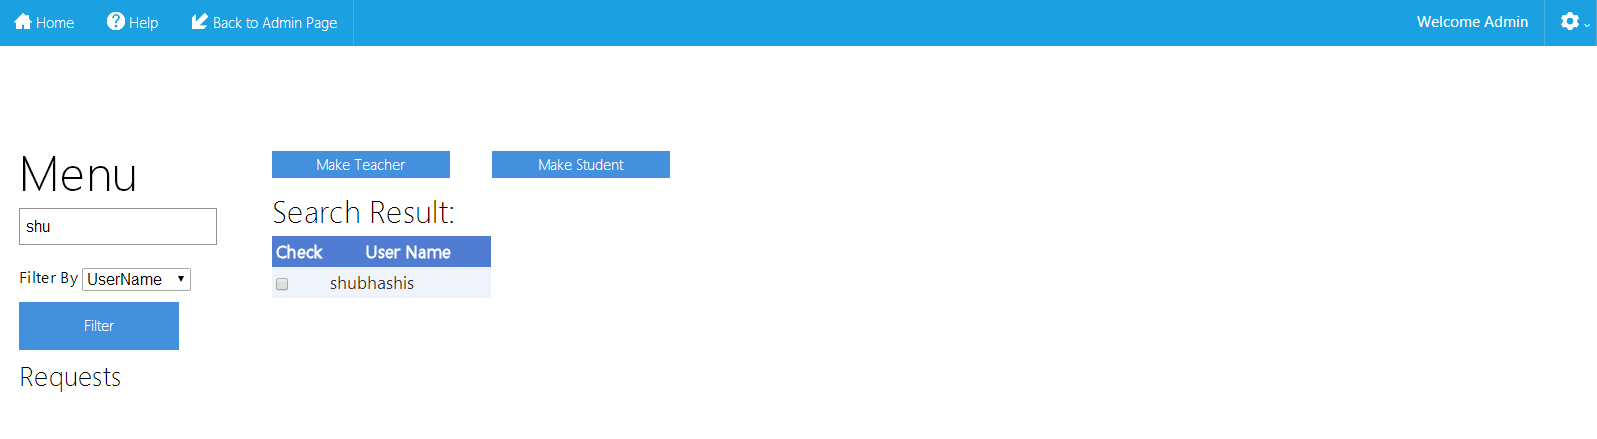 Home Help Back to Admin Page Welcome Admin
Menu
shu
Filter By UserName
Filter
Requests
Make Teacher Make Student
Search Result:
Check User Name
shubhashis